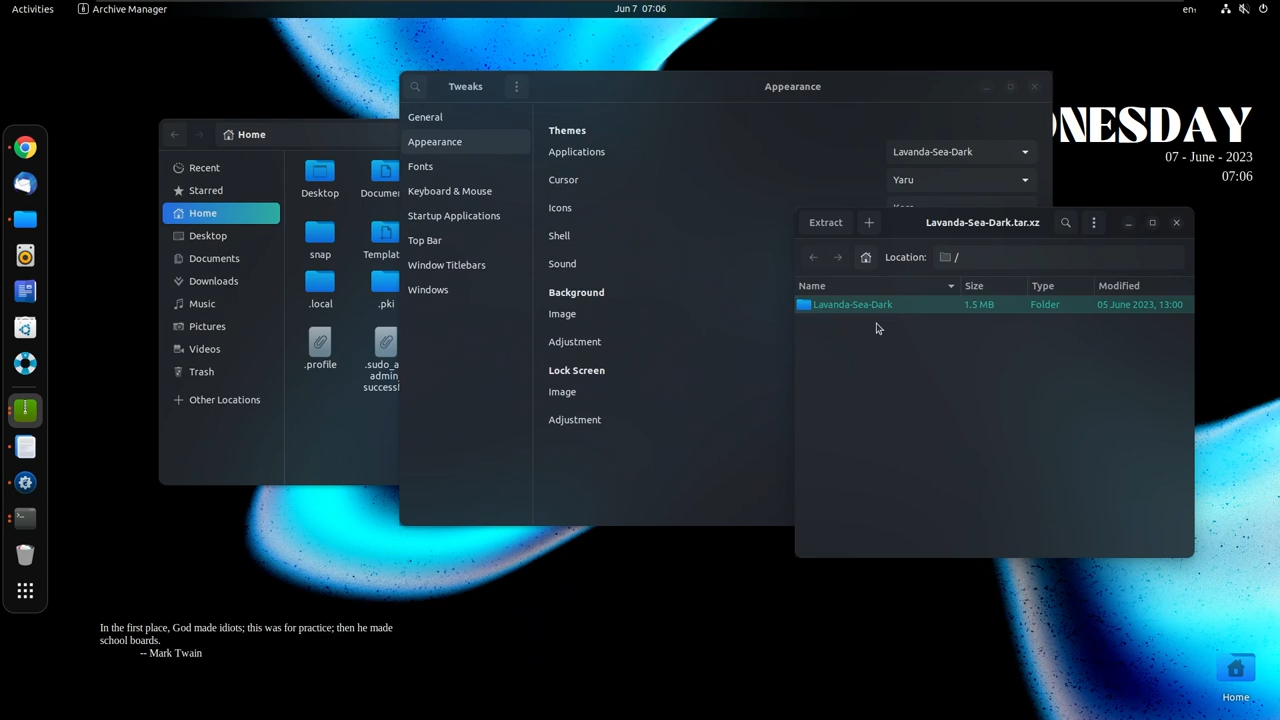 Activities
Archive Manager
Jun 7 07:06
en₁
NESDAY
07 - June - 2023
07:06
Home
Recent
Starred
Home
Desktop
Documents
Downloads
Music
Pictures
Videos
Trash
Other Locations
Desktop
snap
.local
.pki
.profile
.sudo_a
admin_
Tweaks
Appearance
General
Appearance
Fonts
Keyboard & Mouse
Startup Applications
Top Bar
Window Titlebars
Windows
Themes
Applications
Lavanda-Sea-Dark
Cursor
Yaru
Icons
Shell
Sound
Background
Image
Adjustment
Lock Screen
Image
Adjustment
Extract
Lavanda-Sea-Dark.tar.xz
Location:
/
Name Size Type Modified
Lavanda-Sea-Dark 1.5 MB Folder 05 June 2023, 13:00
In the first place, God made idiots; this was for practice; then he made
school boards.
-- Mark Twain
Home